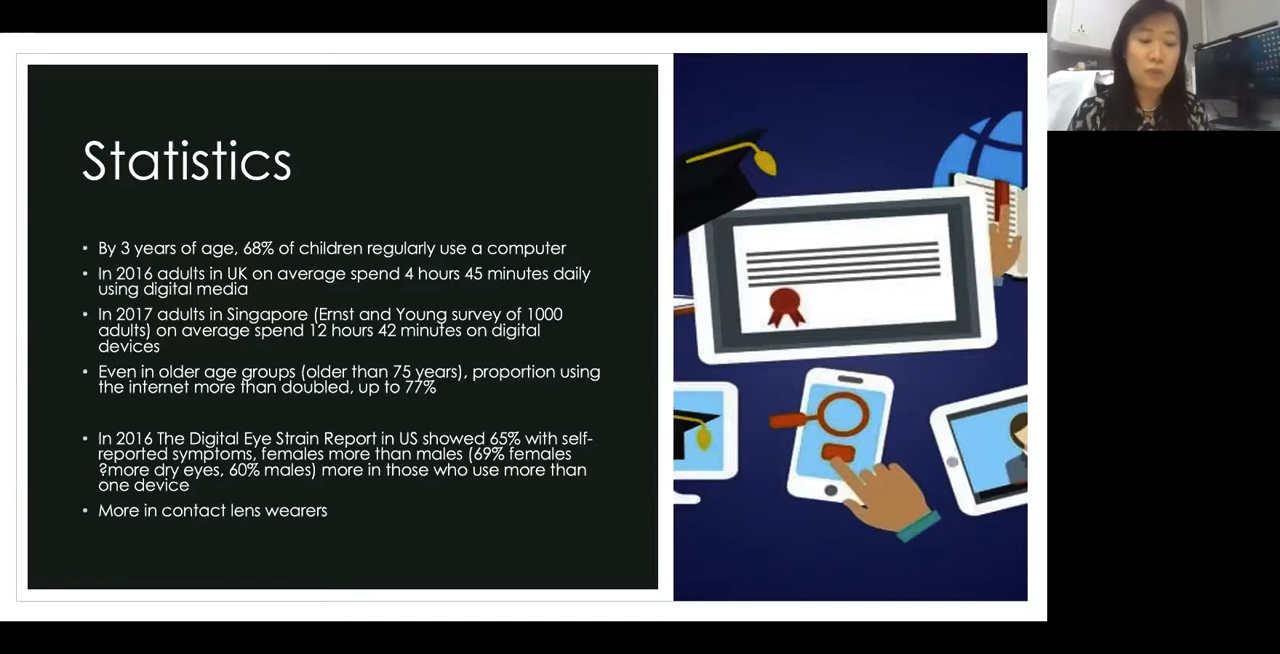 Statistics
• By 3 years of age, 68% of children regularly use a computer
• In 2016 adults in UK on average spend 4 hours 45 minutes daily
using digital media
• In 2017 adults in Singapore (Ernst and Young survey of 1000
adults) on average spend 12 hours 42 minutes on digital
devices
• Even in older age groups (older than 75 years), proportion using
the internet more than doubled, up to 77%
• In 2016 The Digital Eye Strain Report in US showed 65% with self-
reported symptoms, females more than males (69% females
?more dry eyes, 60% males) more in those who use more than
one device
• More in contact lens wearers